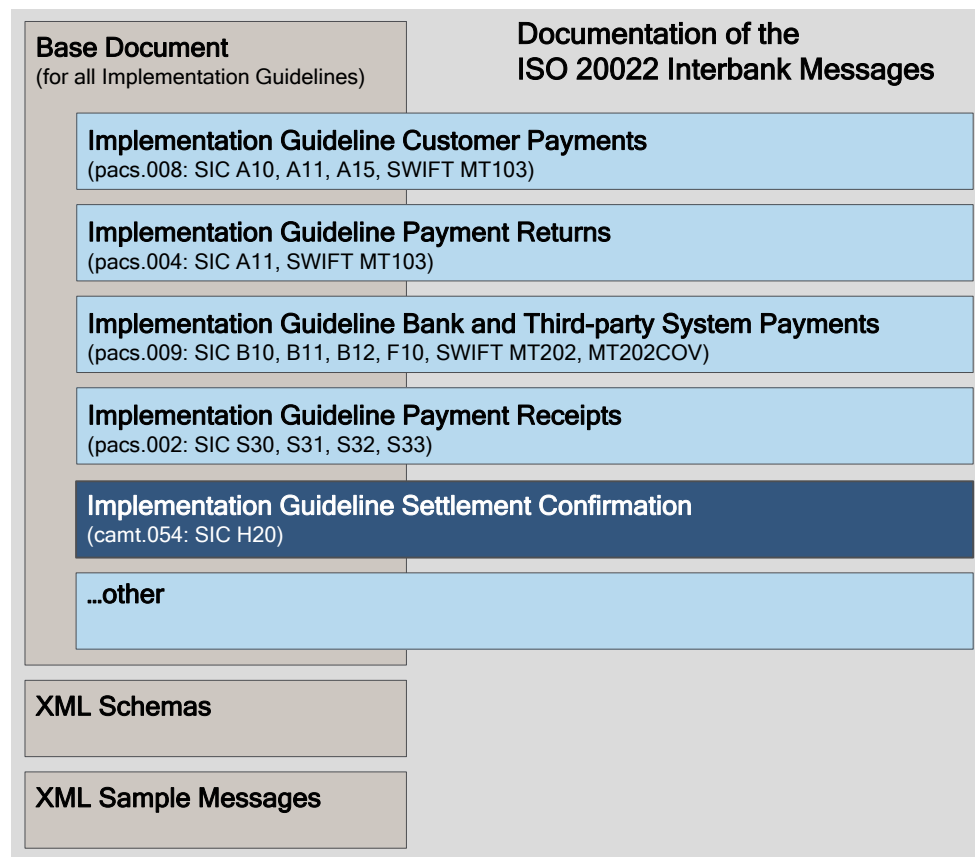 Base Document
(for all Implementation Guidelines)
Documentation of the
ISO 20022 Interbank Messages
Implementation Guideline Customer Payments
(pacs.008: SIC A10, A11, A15, SWIFT MT103)
Implementation Guideline Payment Returns
(pacs.004: SIC A11, SWIFT MT103)
Implementation Guideline Bank and Third-party System Payments
(pacs.009: SIC B10, B11, B12, F10, SWIFT MT202, MT202COV)
Implementation Guideline Payment Receipts
(pacs.002: SIC S30, S31, S32, S33)
Implementation Guideline Settlement Confirmation
(camt.054: SIC H20)
...other
XML Schemas
XML Sample Messages